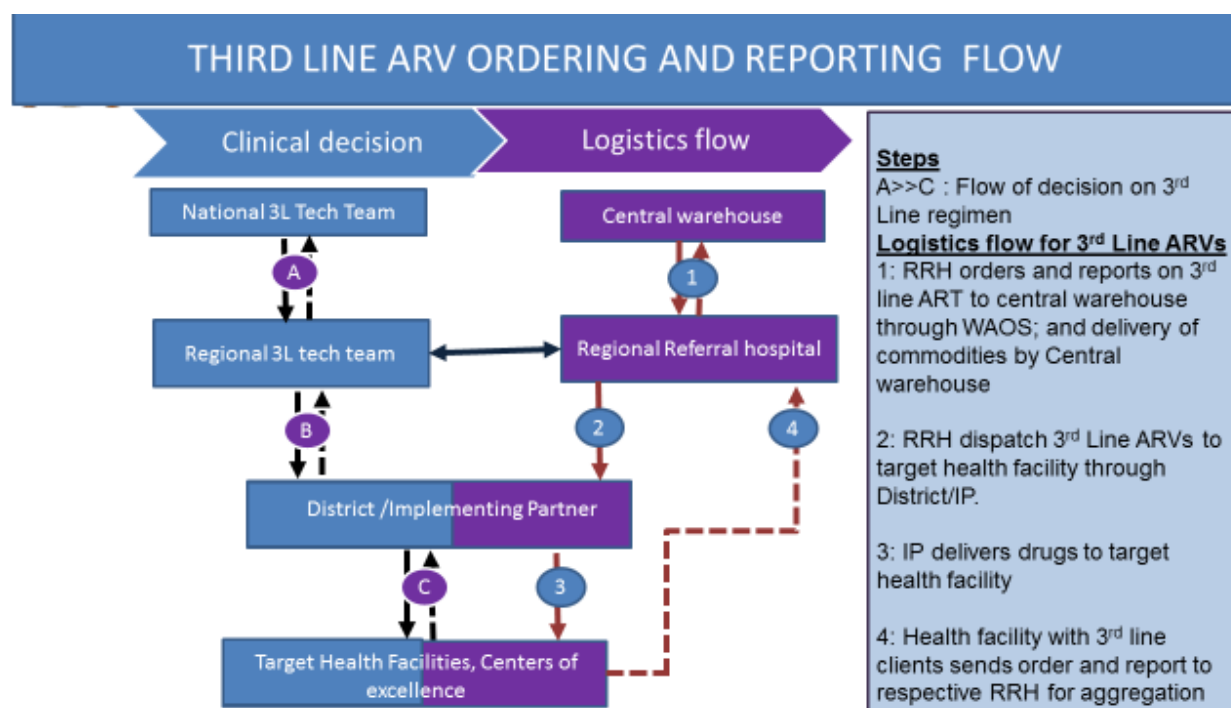 THIRD LINE ARV ORDERING AND REPORTING FLOW
Clinical decision
Logistics flow
National 3L Tech Team
Central warehouse
A
1
Regional 3L tech team
Regional Referral hospital
B
2
4
District /Implementing Partner
C
3
Target Health Facilities, Centers of
excellence
Steps
A>>C : Flow of decision on 3rd
Line regimen
Logistics flow for 3rd Line ARVs
1: RRH orders and reports on 3rd
line ART to central warehouse
through WAOS; and delivery of
commodities by Central
warehouse
2: RRH dispatch 3rd Line ARVs to
target health facility through
District/IP.
3: IP delivers drugs to target
health facility
4: Health facility with 3rd line
clients sends order and report to
respective RRH for aggregation